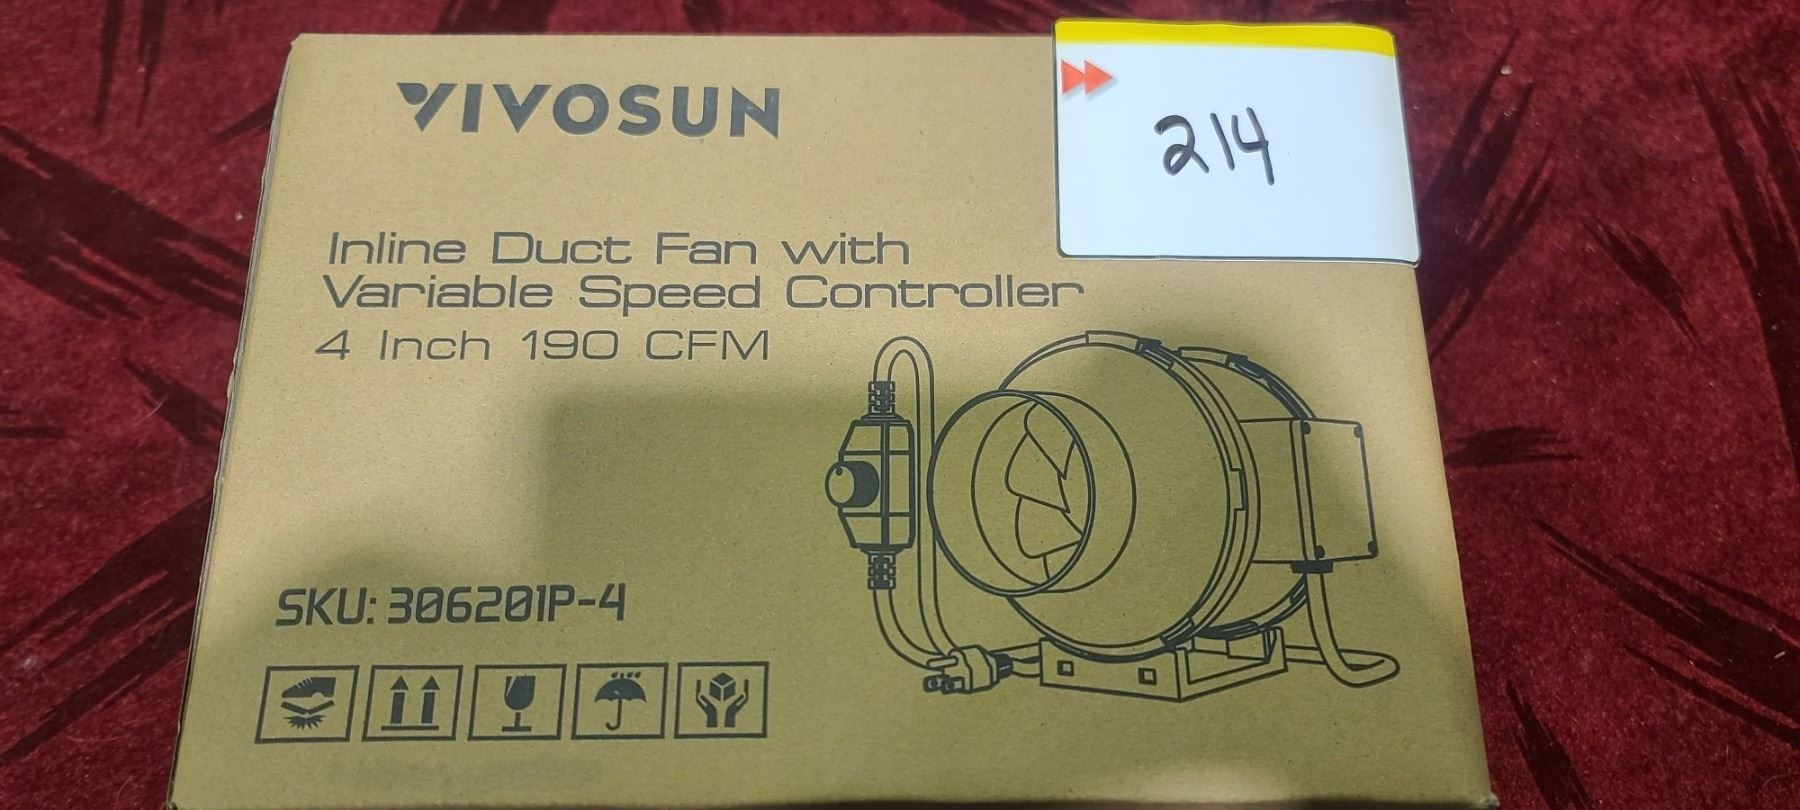 VIVOSUN
214
Inline Duct Fan with
Variable Speed Controller
4 Inch 190 CFM
SKU: 306201P-4